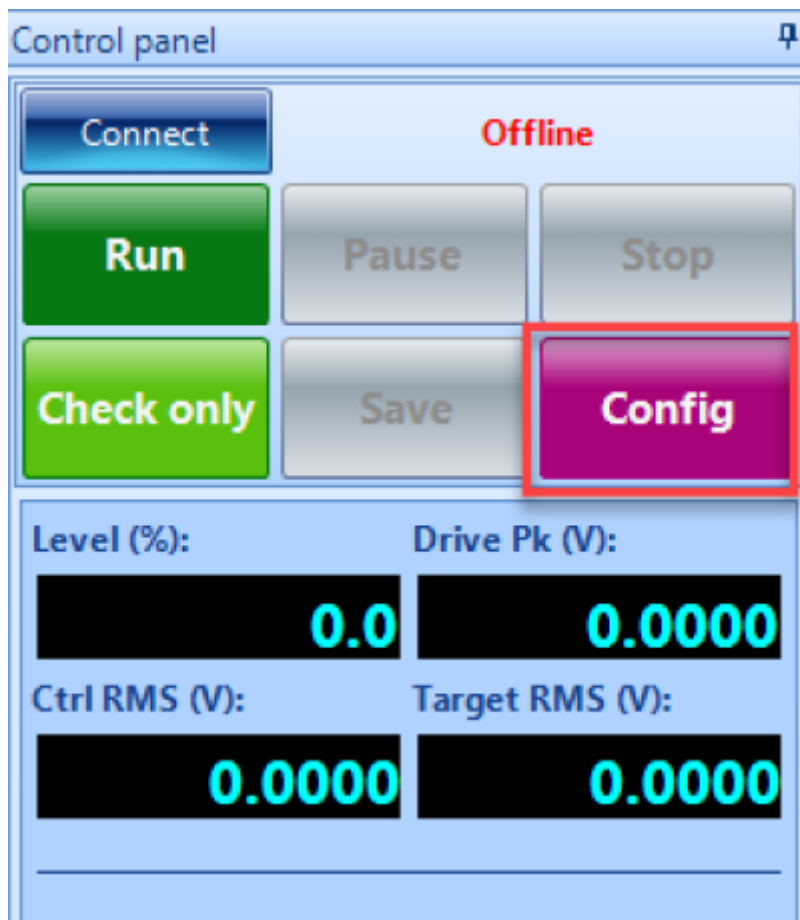 Control panel
Connect Offline
Run Pause Stop
Check only Save Config
Level (%): Drive Pk (V):
0.0 0.0000
Ctrl RMS (V): Target RMS (V):
0.0000 0.0000